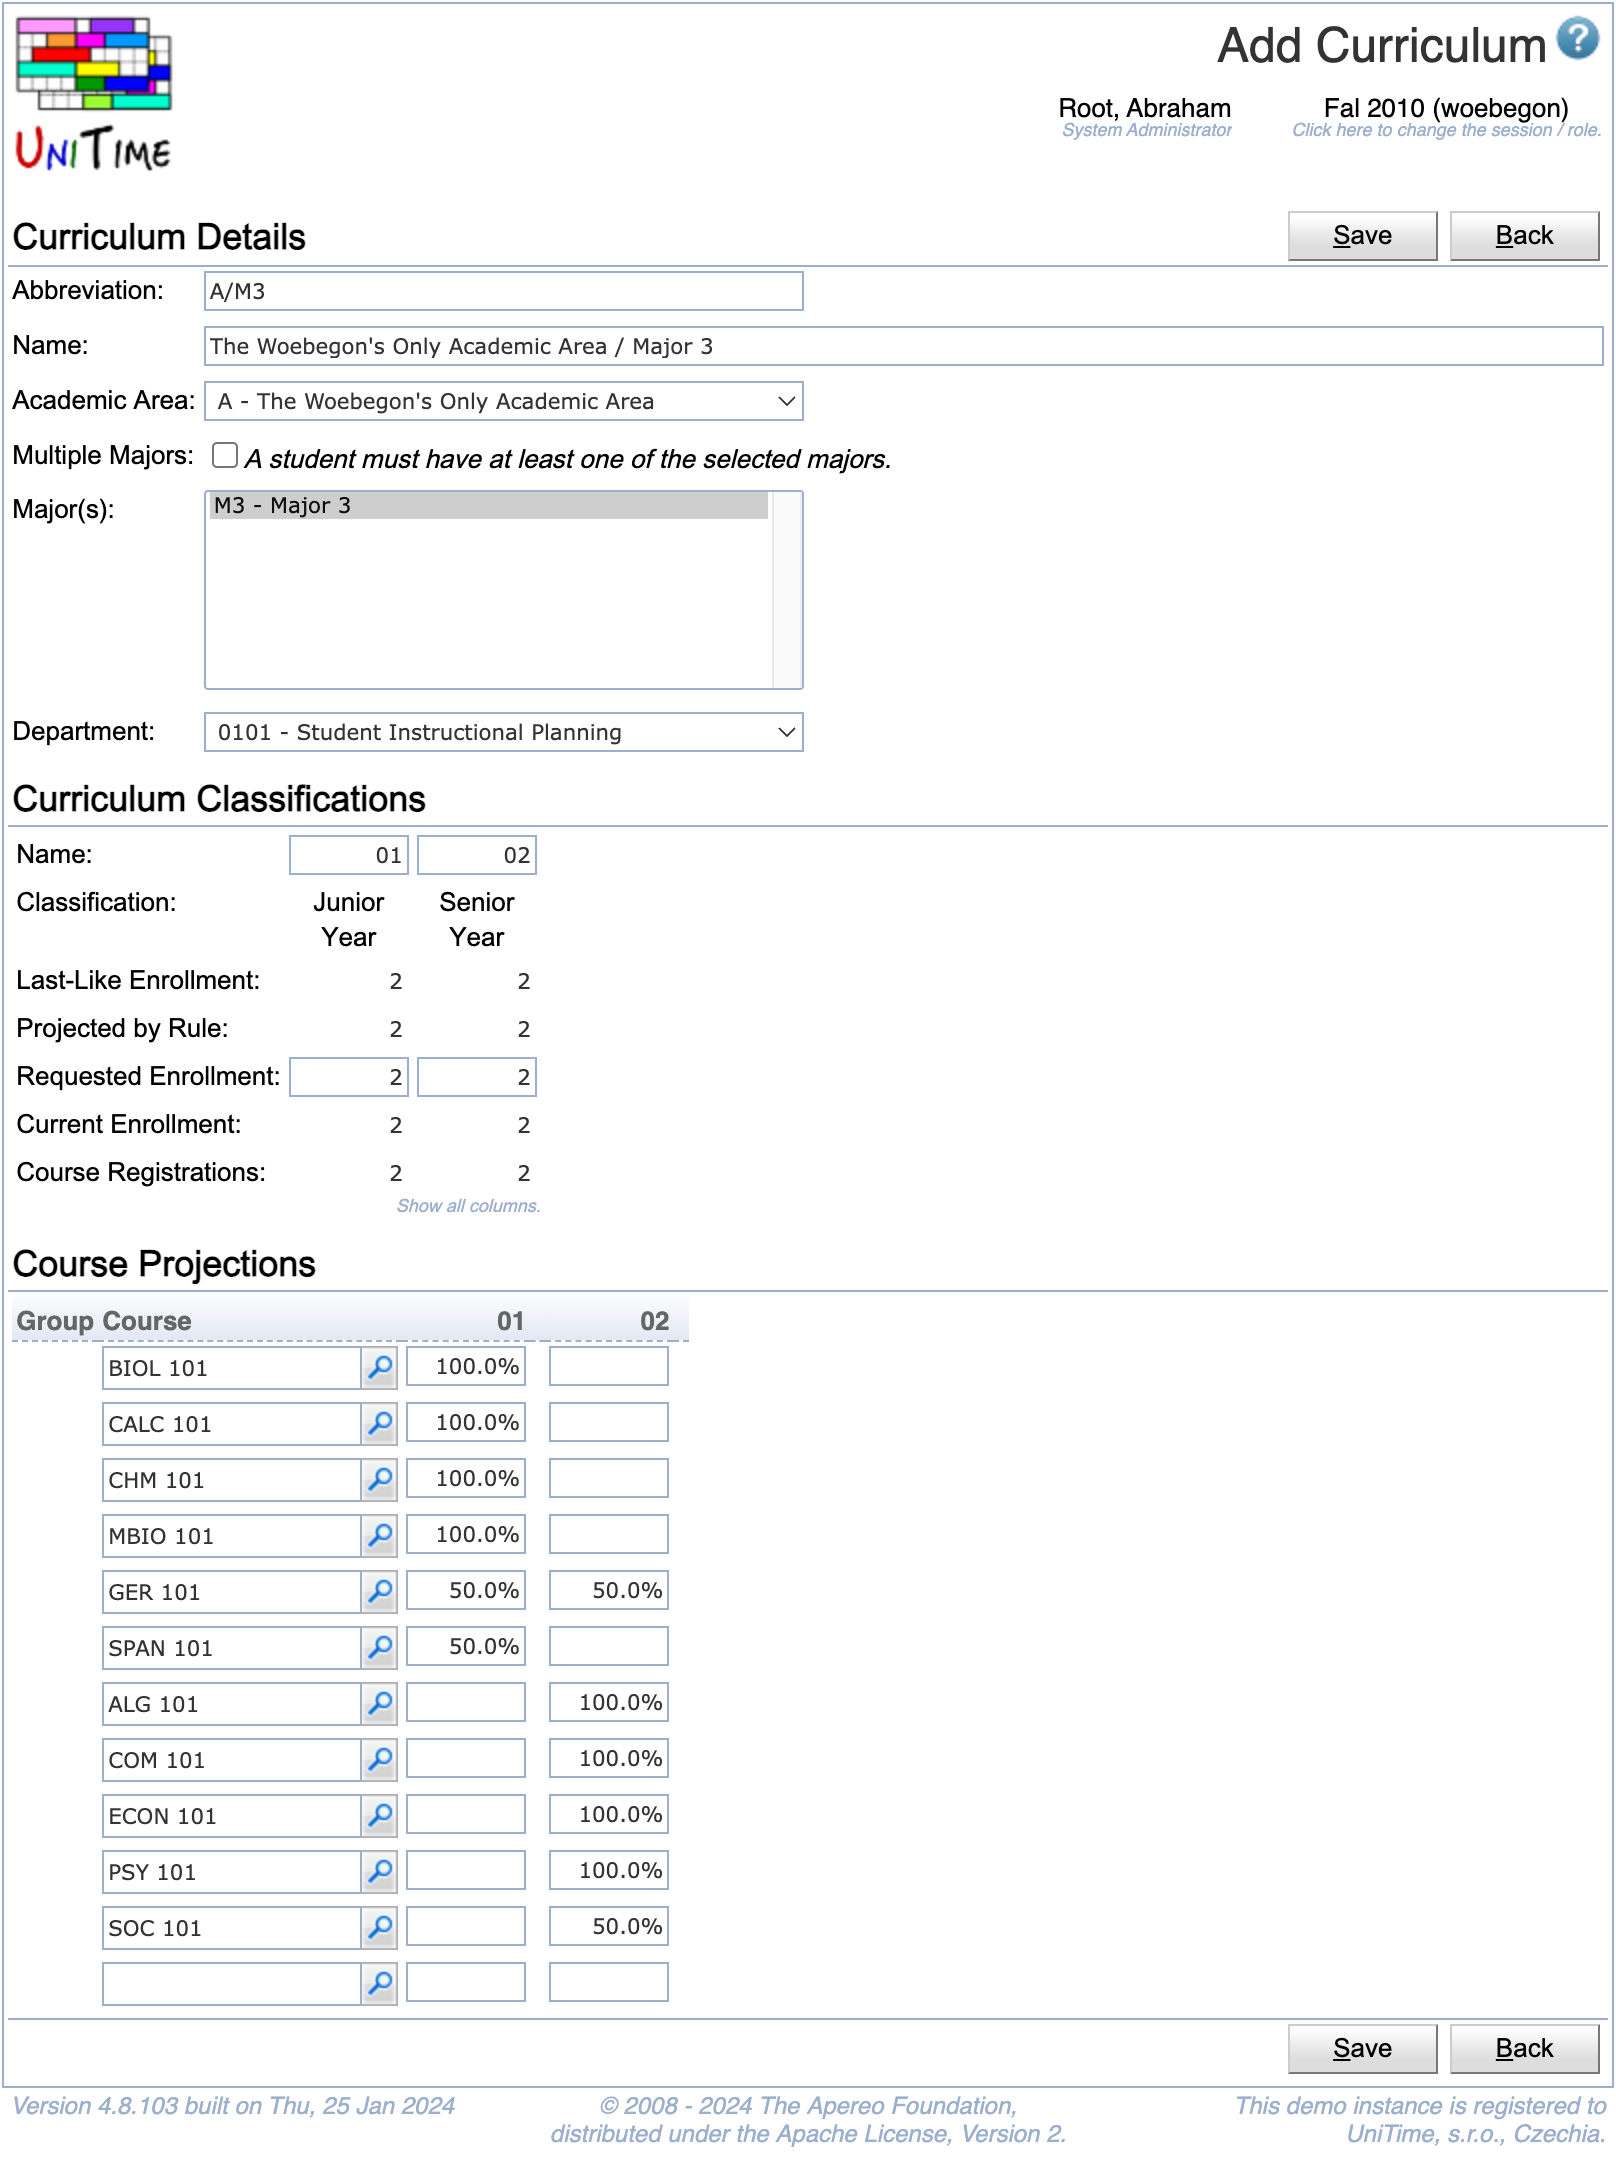 UniTime
Add Curriculum
Root, Abraham
System Administrator
Fal 2010 (woebegon)
Click here to change the session / role.
Curriculum Details
Save Back
Abbreviation: A/M3
Name: The Woebegon's Only Academic Area / Major 3
Academic Area: A - The Woebegon's Only Academic Area
Multiple Majors: A student must have at least one of the selected majors.
Major(s): M3 - Major 3
Department: 0101 - Student Instructional Planning
Curriculum Classifications
Name: 01 02
Classification: Junior Year Senior Year
Last-Like Enrollment: 2 2
Projected by Rule: 2 2
Requested Enrollment: 2 2
Current Enrollment: 2 2
Course Registrations: 2 2
Show all columns.
Course Projections
Group Course 01 02
BIOL 101 100.0%
CALC 101 100.0%
CHM 101 100.0%
MBIO 101 100.0%
GER 101 50.0% 50.0%
SPAN 101 50.0%
ALG 101 100.0%
COM 101 100.0%
ECON 101 100.0%
PSY 101 100.0%
SOC 101 50.0%
Save Back
Version 4.8.103 built on Thu, 25 Jan 2024
© 2008 - 2024 The Apereo Foundation,
distributed under the Apache License, Version 2.
This demo instance is registered to
UniTime, s.r.o., Czechia.